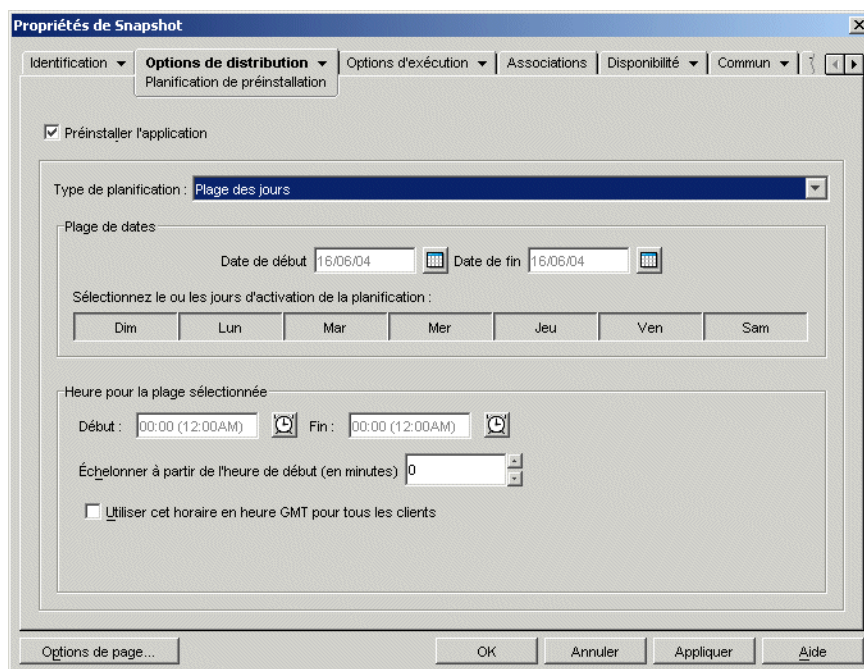 Propriétés de Snapshot
Identification Options de distribution Options d'exécution Associations Disponibilité Commun
Planification de préinstallation
Préinstaller l'application
Type de planification : Plage des jours
Plage de dates
Date de début 16/06/04 Date de fin 16/06/04
Sélectionnez le ou les jours d'activation de la planification :
Dim Lun Mar Mer Jeu Ven Sam
Heure pour la plage sélectionnée
Début : 00:00 (12:00AM) Fin : 00:00 (12:00AM)
Échelonner à partir de l'heure de début (en minutes) 0
Utiliser cet horaire en heure GMT pour tous les clients
Options de page... OK Annuler Appliquer Aide